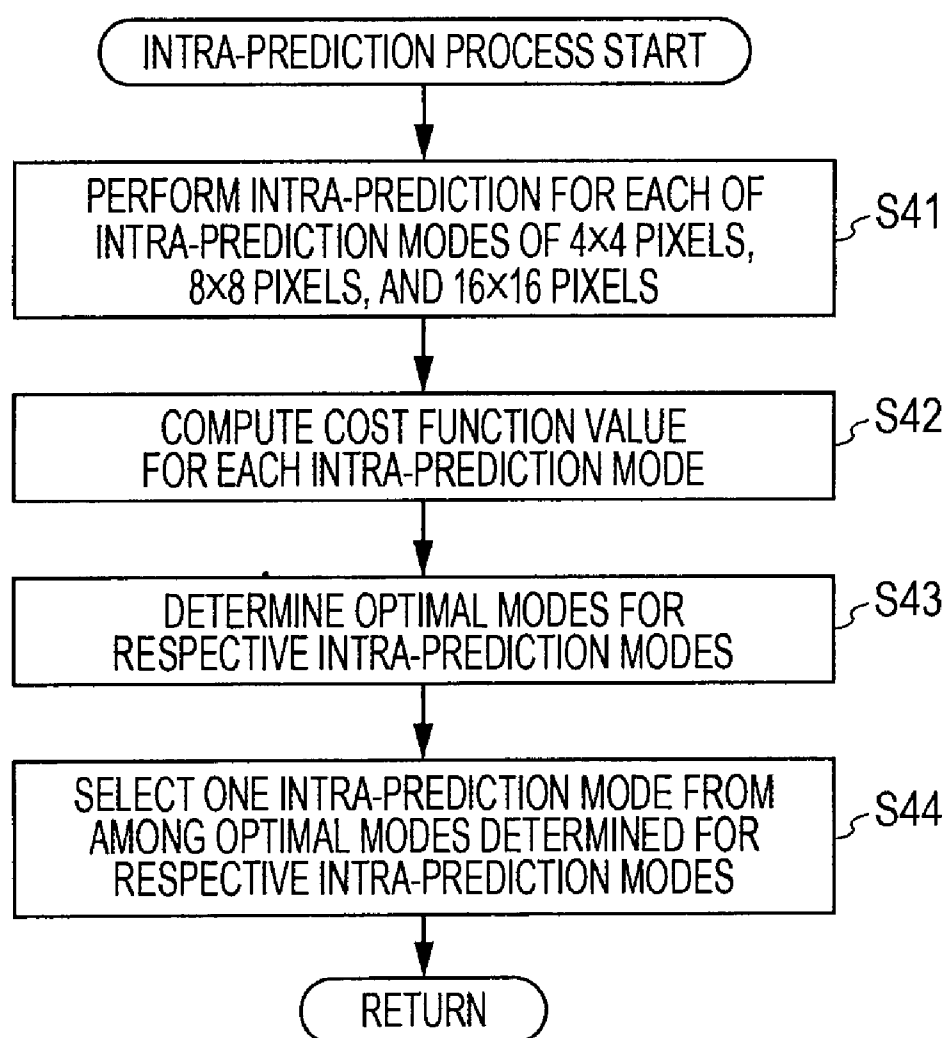 INTRA-PREDICTION PROCESS START
PERFORM INTRA-PREDICTION FOR EACH OF
INTRA-PREDICTION MODES OF 4×4 PIXELS,
8×8 PIXELS, AND 16×16 PIXELS
S41
COMPUTE COST FUNCTION VALUE
FOR EACH INTRA-PREDICTION MODE
S42
DETERMINE OPTIMAL MODES FOR
RESPECTIVE INTRA-PREDICTION MODES
S43
SELECT ONE INTRA-PREDICTION MODE FROM
AMONG OPTIMAL MODES DETERMINED FOR
RESPECTIVE INTRA-PREDICTION MODES
S44
RETURN